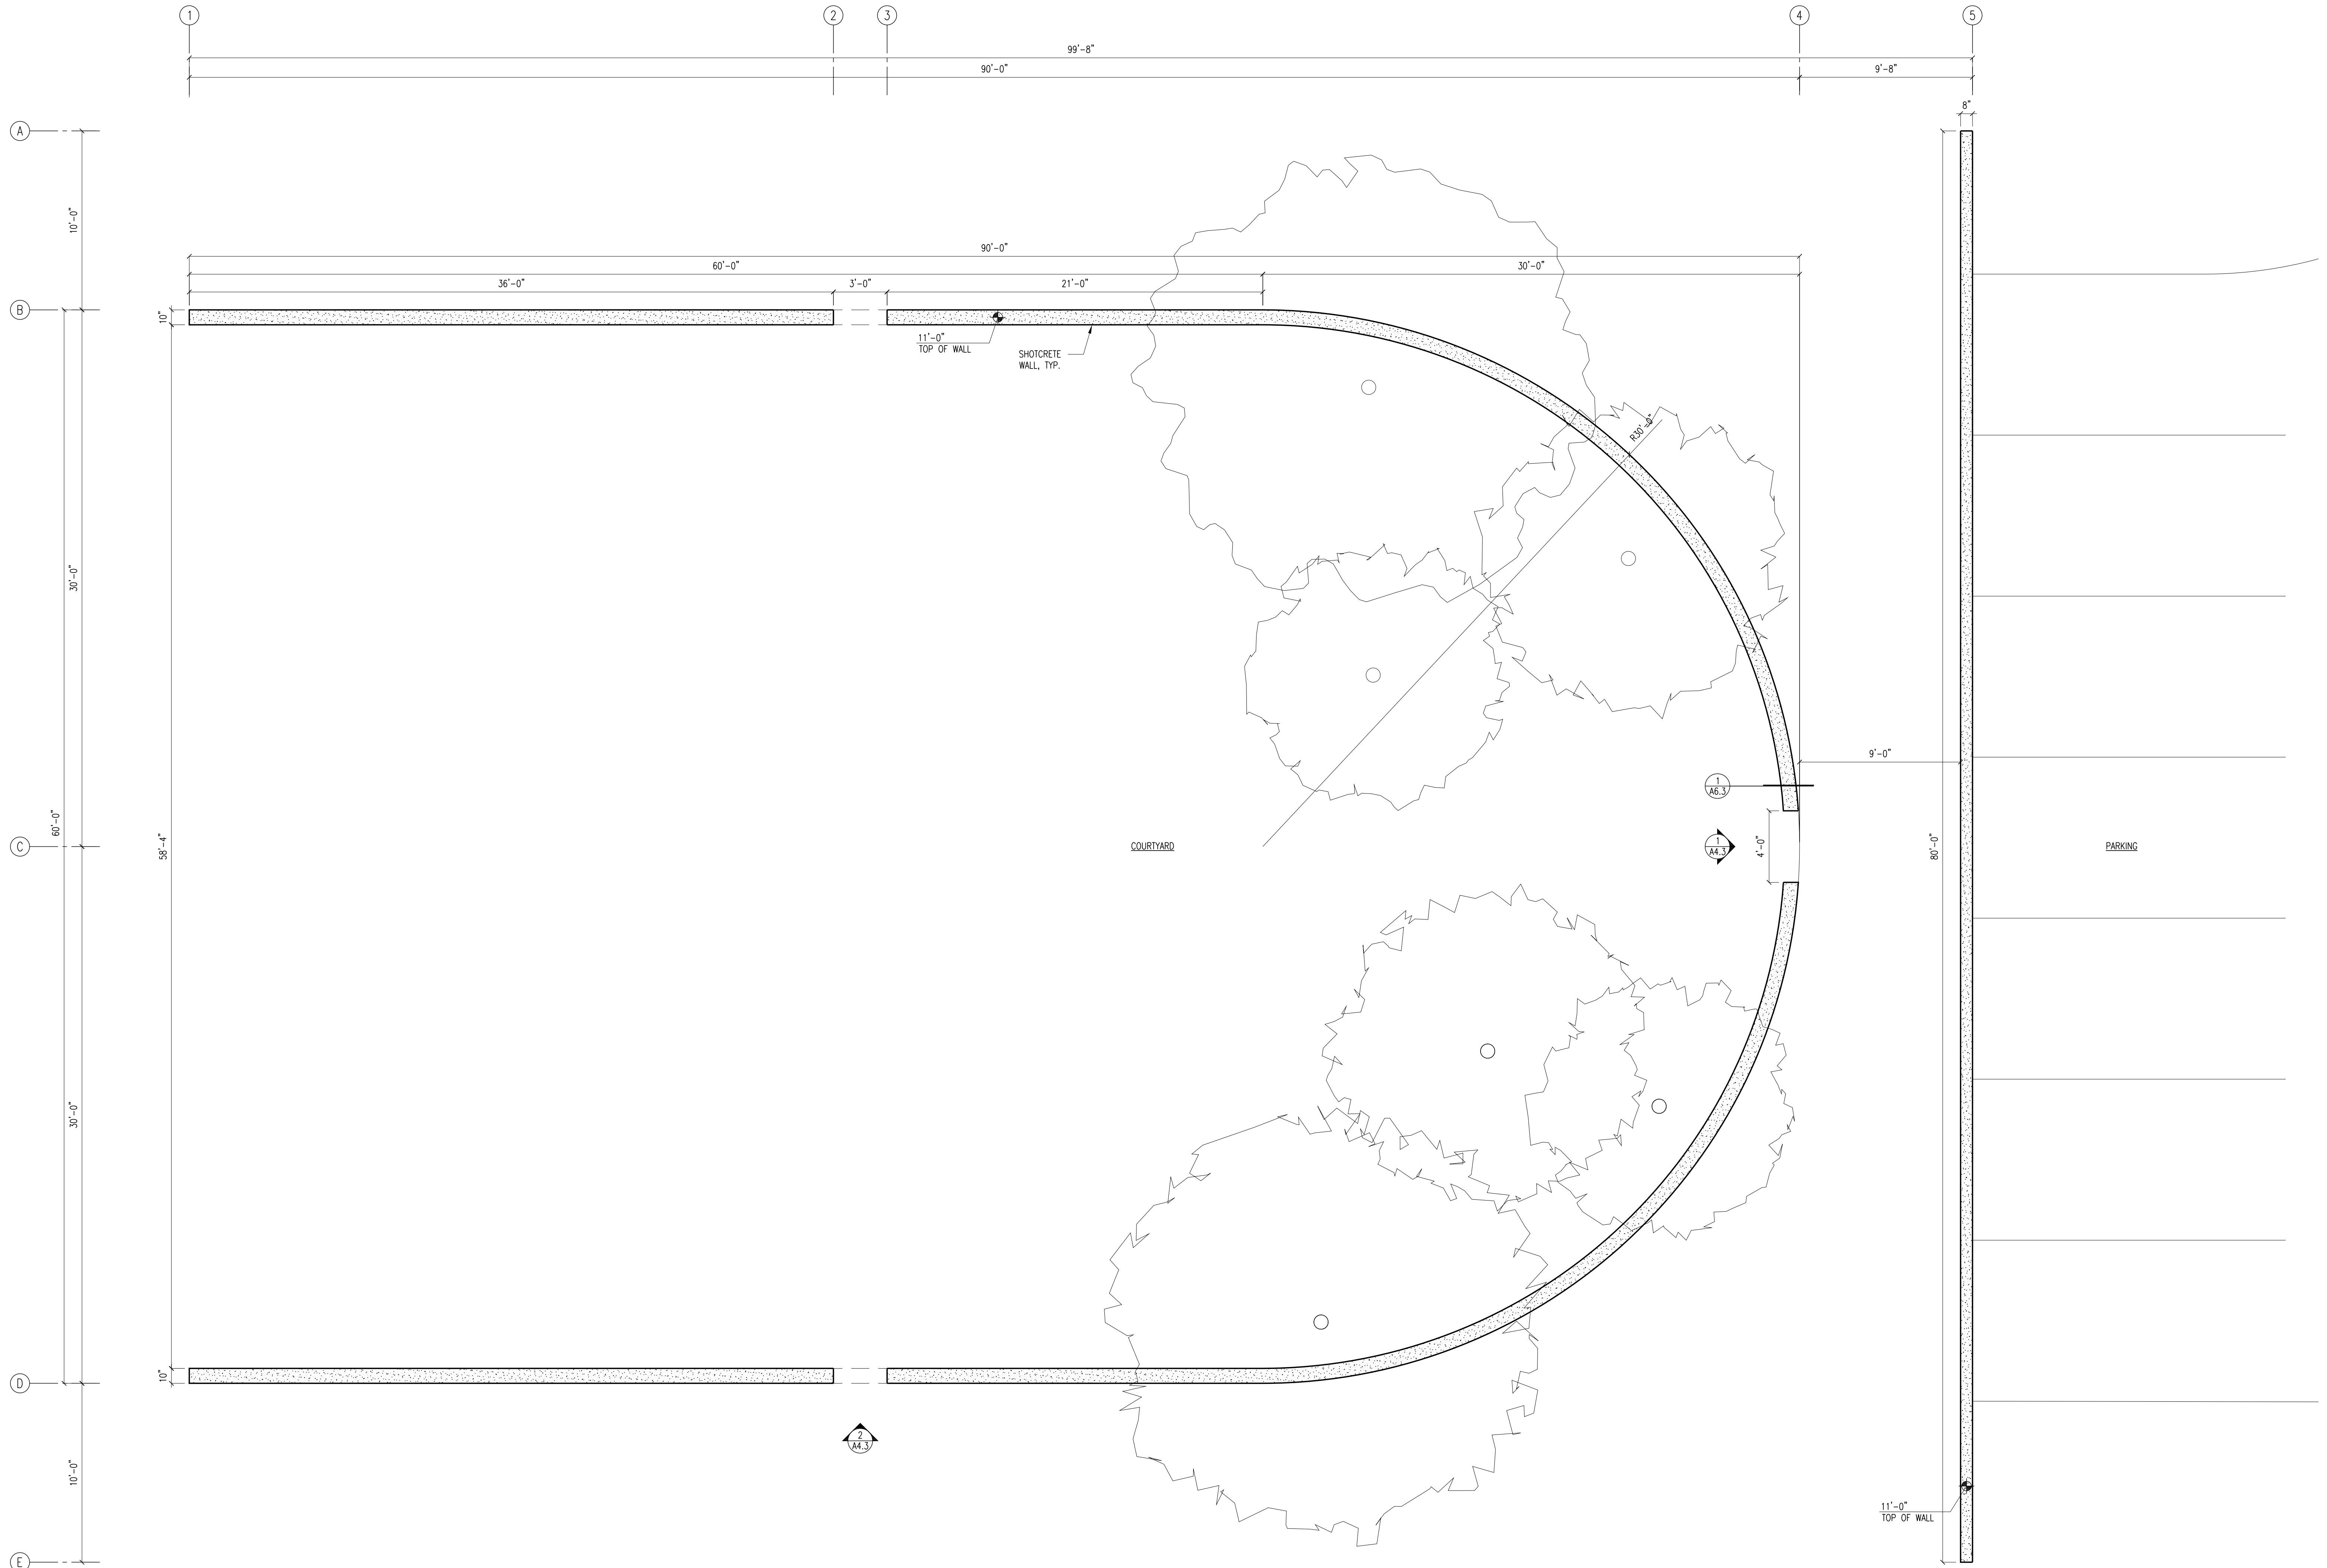 1
2
3
4
5
99'-8"
90'-0"
9'-8"
8"
A
10'-0"
90'-0"
60'-0"
30'-0"
36'-0"
3'-0"
21'-0"
B
10"
11'-0"
TOP OF WALL
SHOTCRETE
WALL, TYP.
R30'-0"
30'-0"
9'-0"
1
A6.3
60'-0"
58'-4"
C
COURTYARD
1
A4.3
4'-0"
80'-0"
PARKING
30'-0"
10"
D
2
A4.3
10'-0"
11'-0"
TOP OF WALL
E